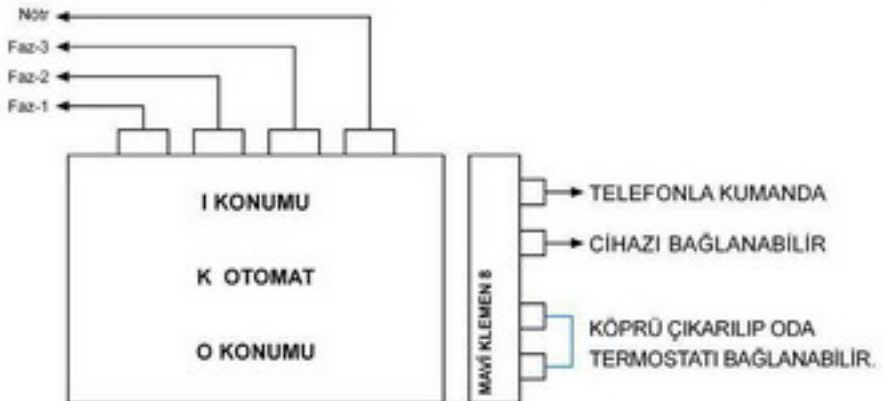 Nötr
Faz-3
Faz-2
Faz-1
I KONUMU
K OTOMAT
O KONUMU
MAVİ KLEMEN 8
TELEFONLA KUMANDA
CİHAZI BAĞLANABİLİR
KÖPRÜ ÇIKARILIP ODA
TERMOSTATI BAĞLANABİLİR.